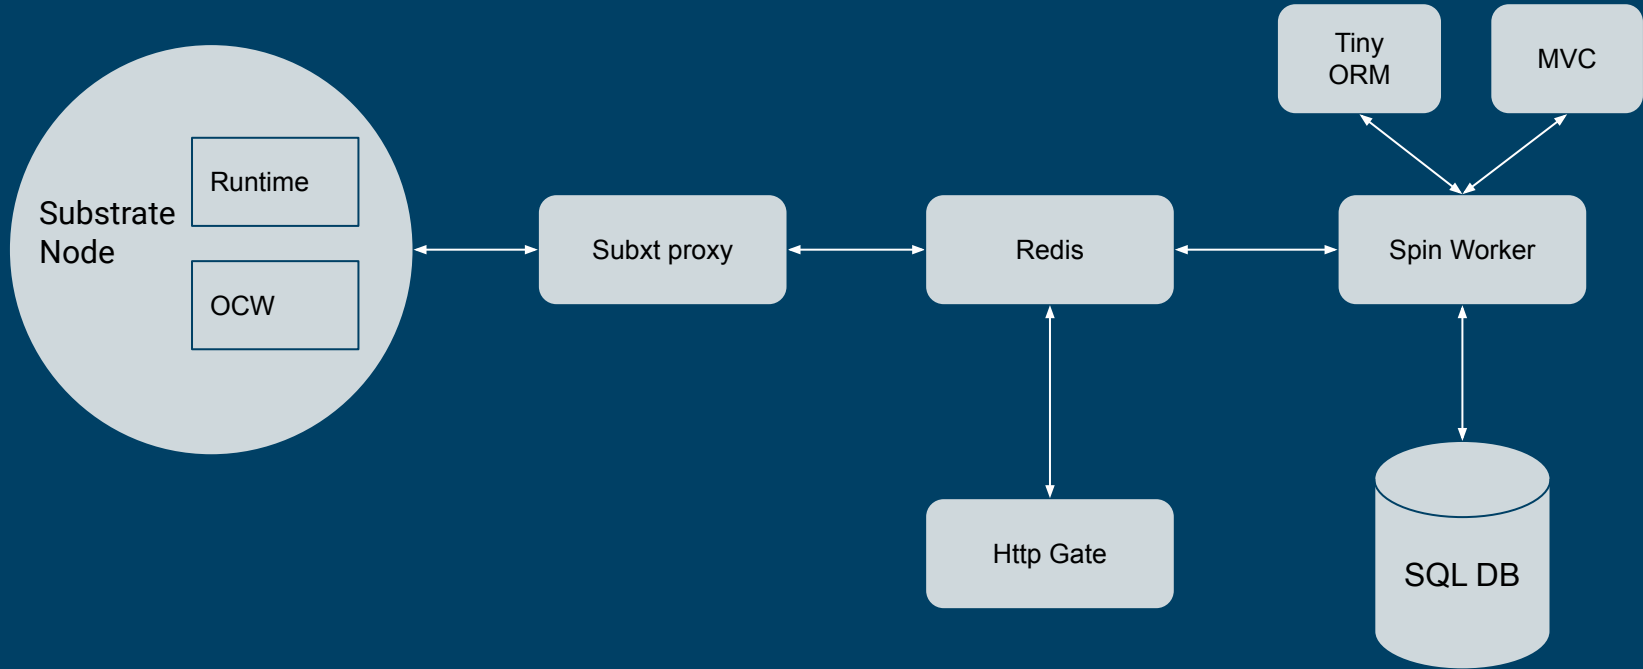 Tiny
ORM
MVC
Substrate
Node
Runtime
OCW
Subxt proxy
Redis
Spin Worker
Http Gate
SQL DB